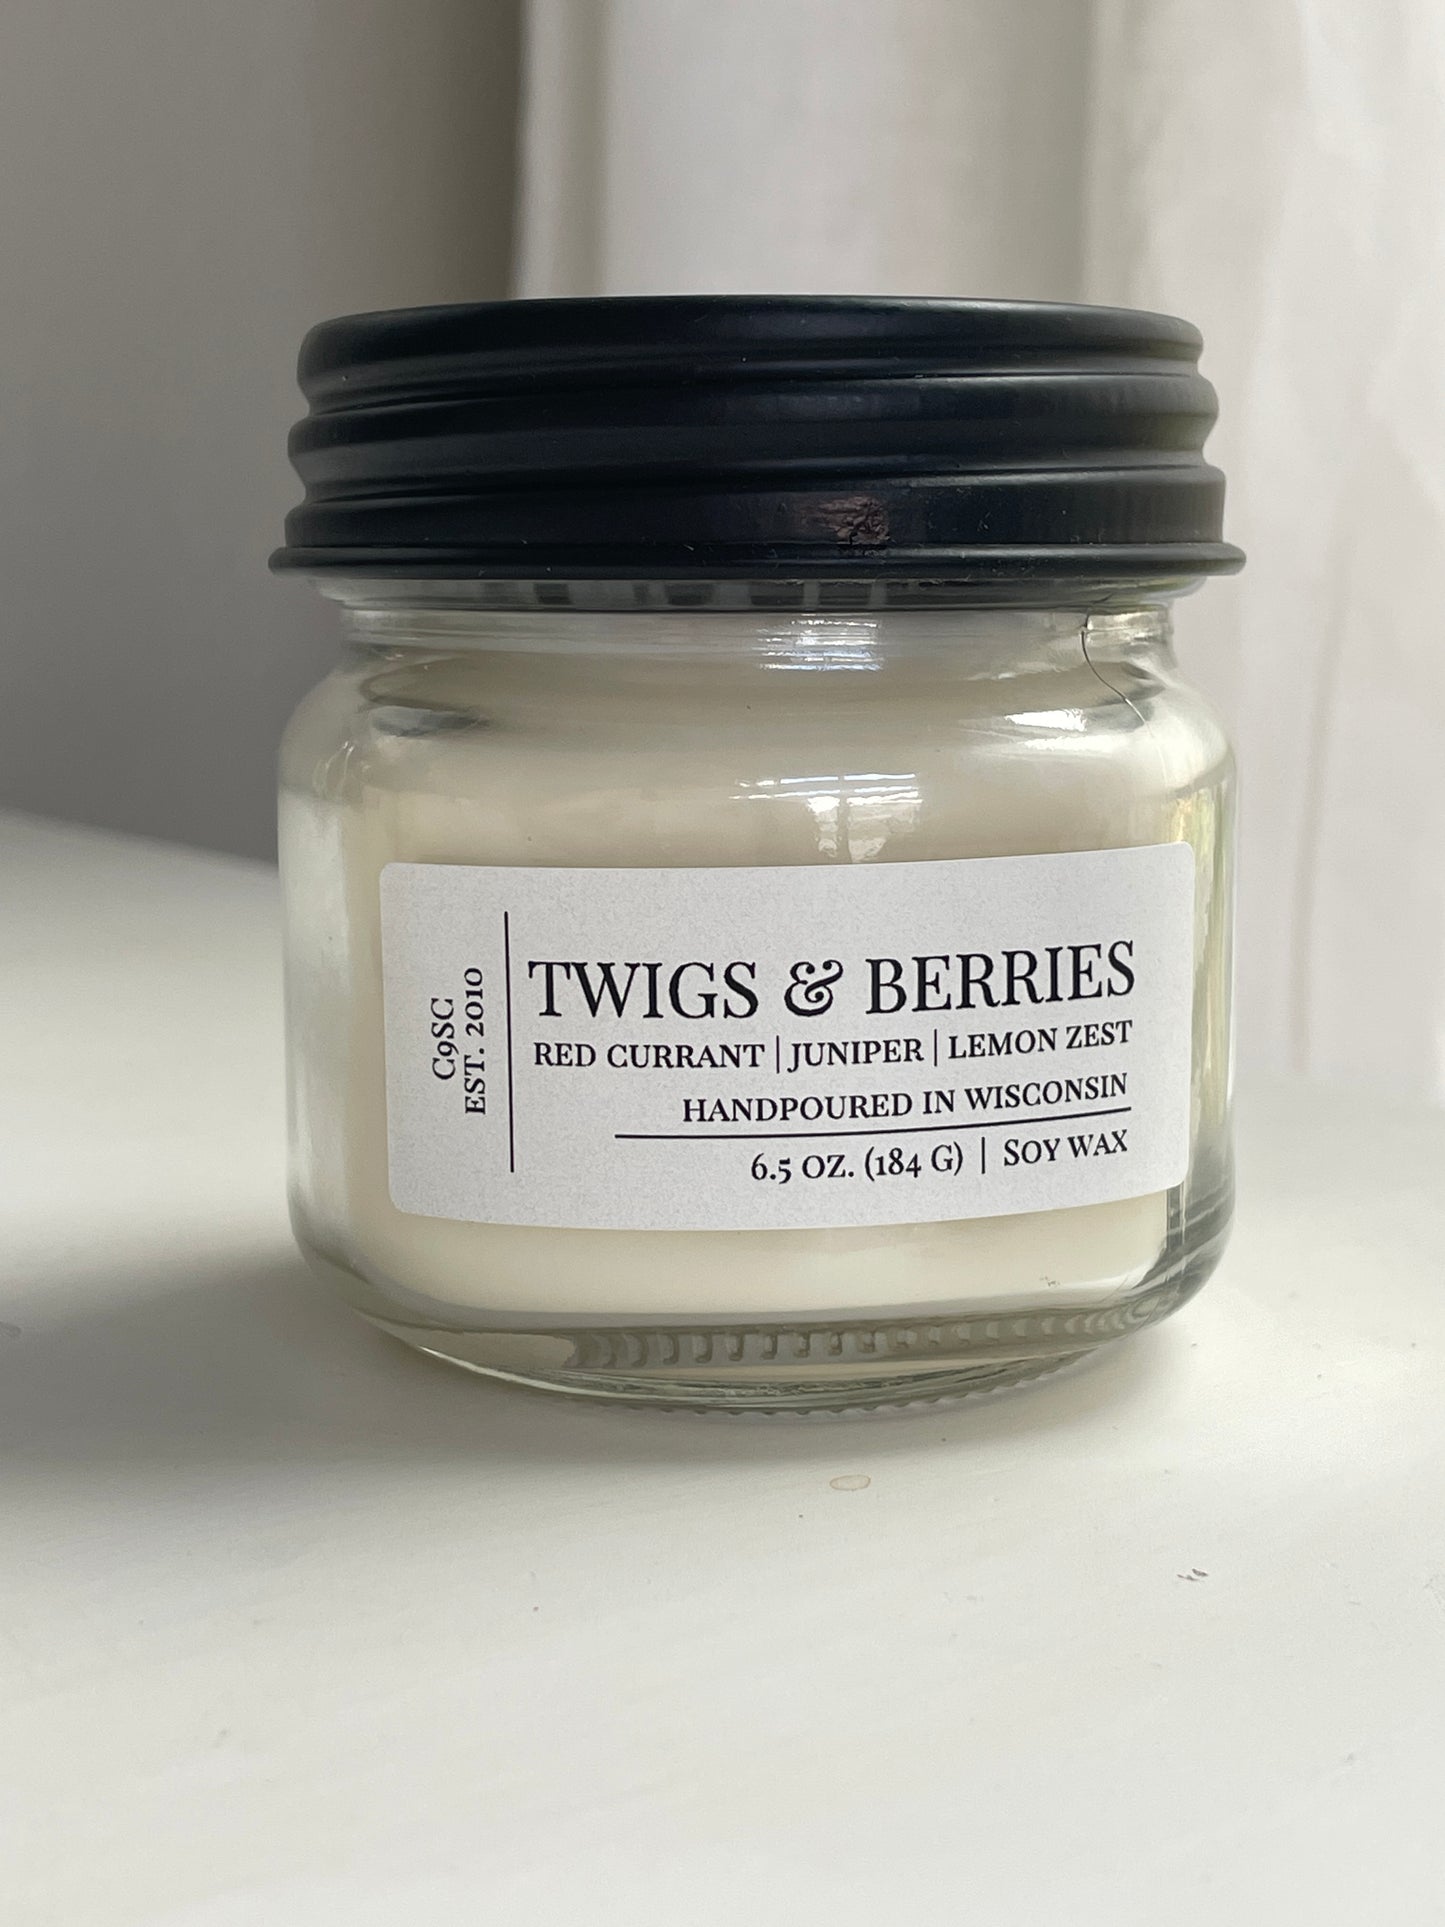 C9SC
EST. 2010
TWIGS & BERRIES
RED CURRANT | JUNIPER | LEMON ZEST
HANDPOURED IN WISCONSIN
6.5 OZ. (184 G) | SOY WAX